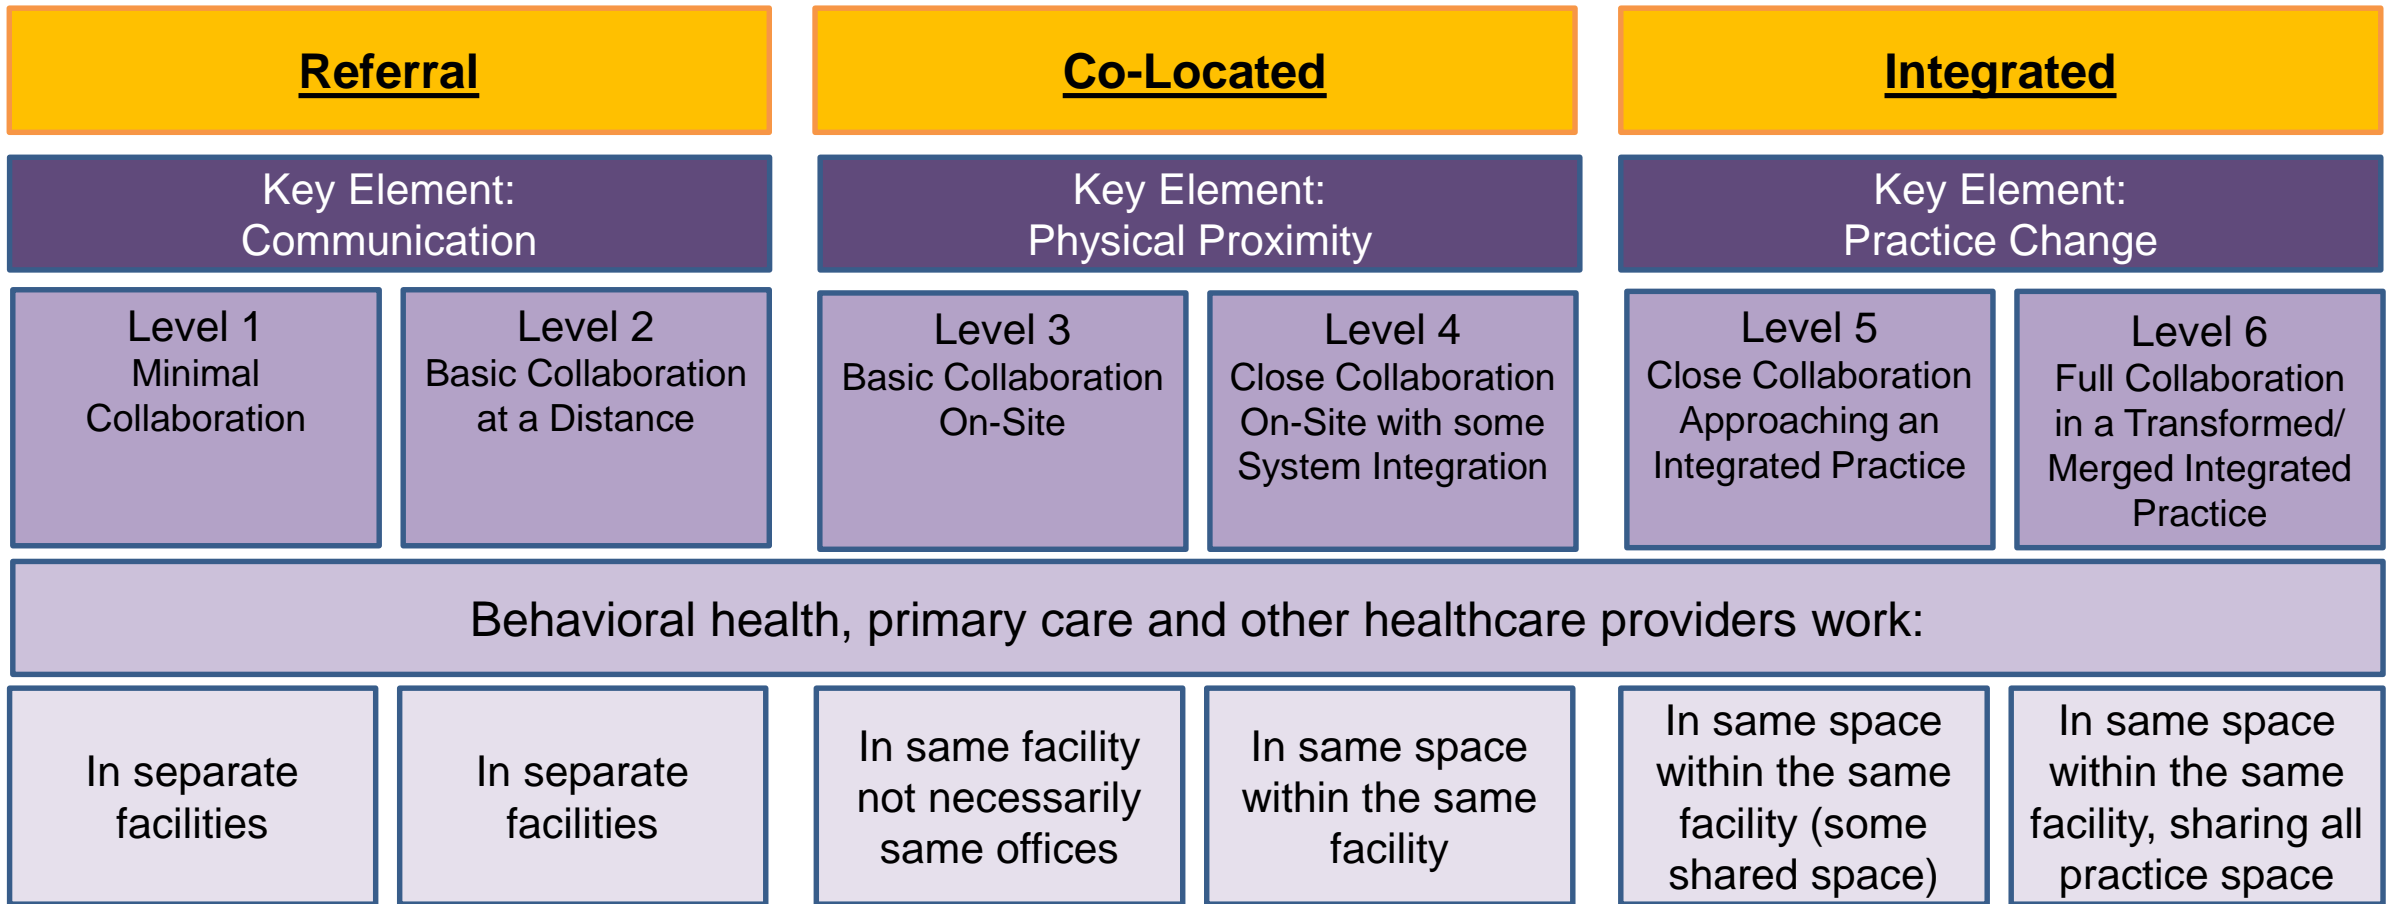 Referral
Co-Located
Integrated
Key Element:
Communication
Key Element:
Physical Proximity
Key Element:
Practice Change
Level 1
Minimal
Collaboration
Level 2
Basic Collaboration
at a Distance
Level 3
Basic Collaboration
On-Site
Level 4
Close Collaboration
On-Site with some
System Integration
Level 5
Close Collaboration
Approaching an
Integrated Practice
Level 6
Full Collaboration
in a Transformed/
Merged Integrated
Practice
Behavioral health, primary care and other healthcare providers work:
In separate
facilities
In separate
facilities
In same facility
not necessarily
same offices
In same space
within the same
facility
In same space
within the same
facility (some
shared space)
In same space
within the same
facility, sharing all
practice space